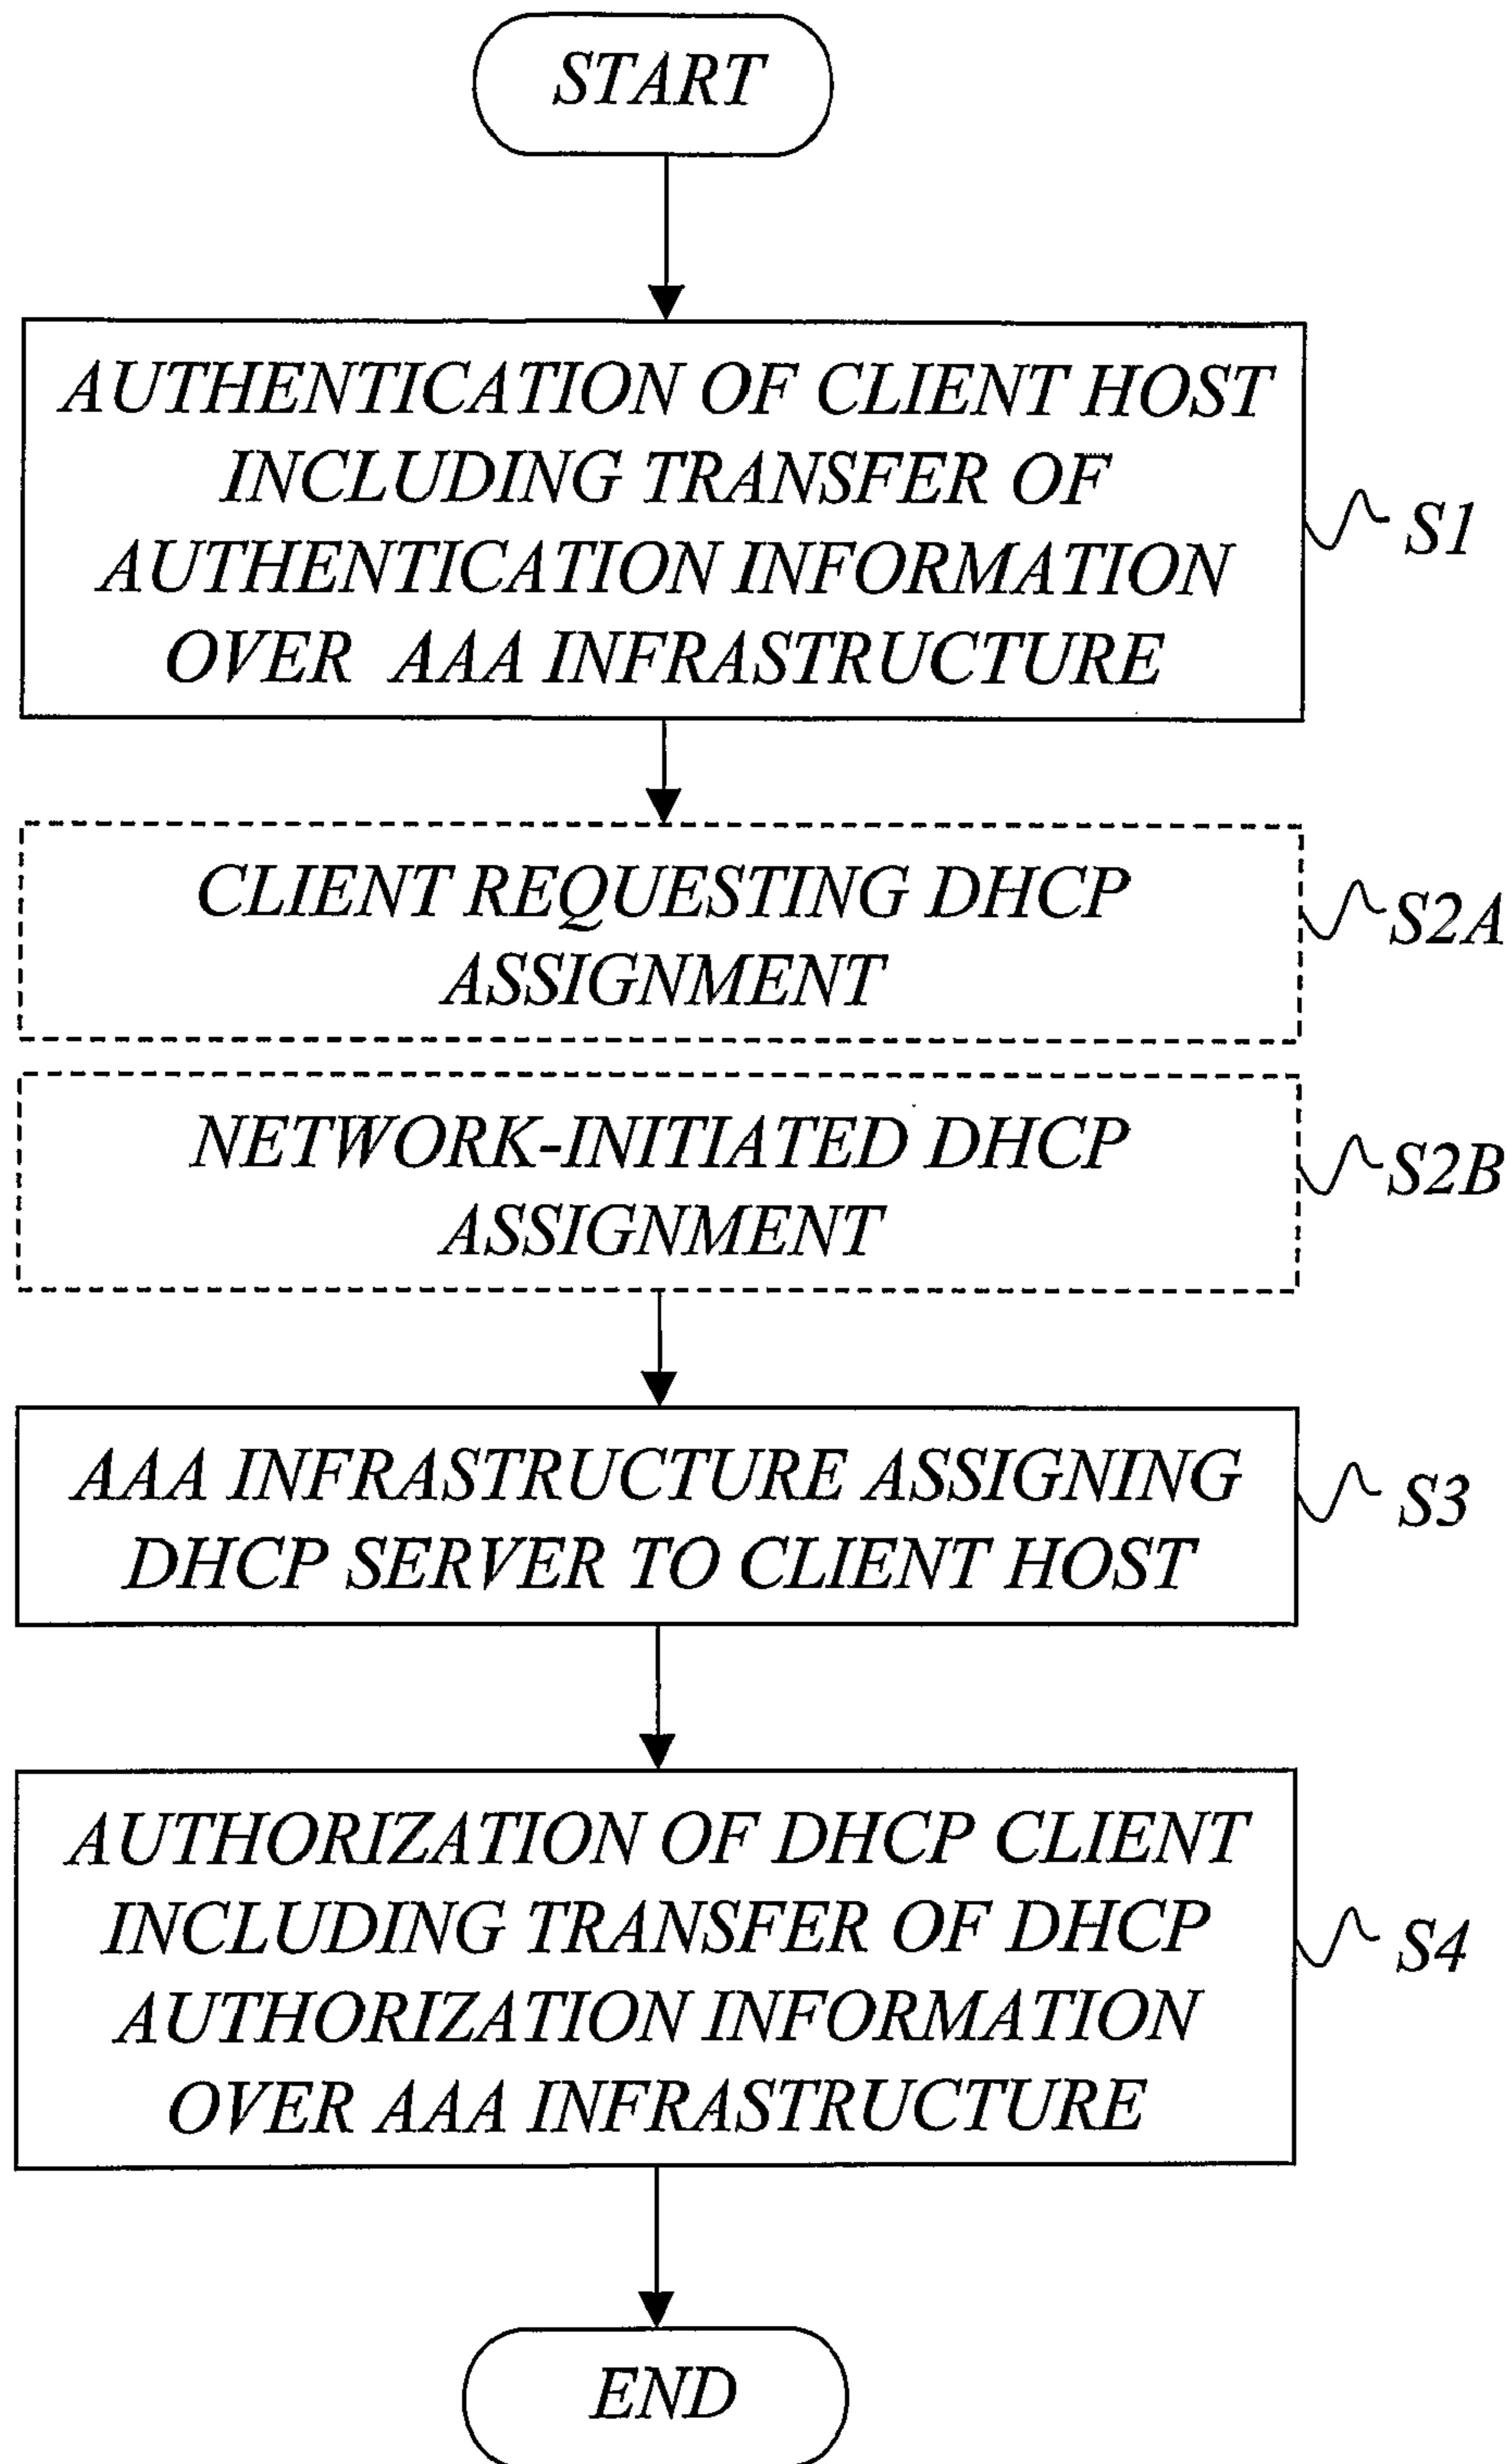 START
AUTHENTICATION OF CLIENT HOST
INCLUDING TRANSFER OF
AUTHENTICATION INFORMATION
OVER AAA INFRASTRUCTURE
S1
CLIENT REQUESTING DHCP
ASSIGNMENT
S2A
NETWORK-INITIATED DHCP
ASSIGNMENT
S2B
AAA INFRASTRUCTURE ASSIGNING
DHCP SERVER TO CLIENT HOST
S3
AUTHORIZATION OF DHCP CLIENT
INCLUDING TRANSFER OF DHCP
AUTHORIZATION INFORMATION
OVER AAA INFRASTRUCTURE
S4
END